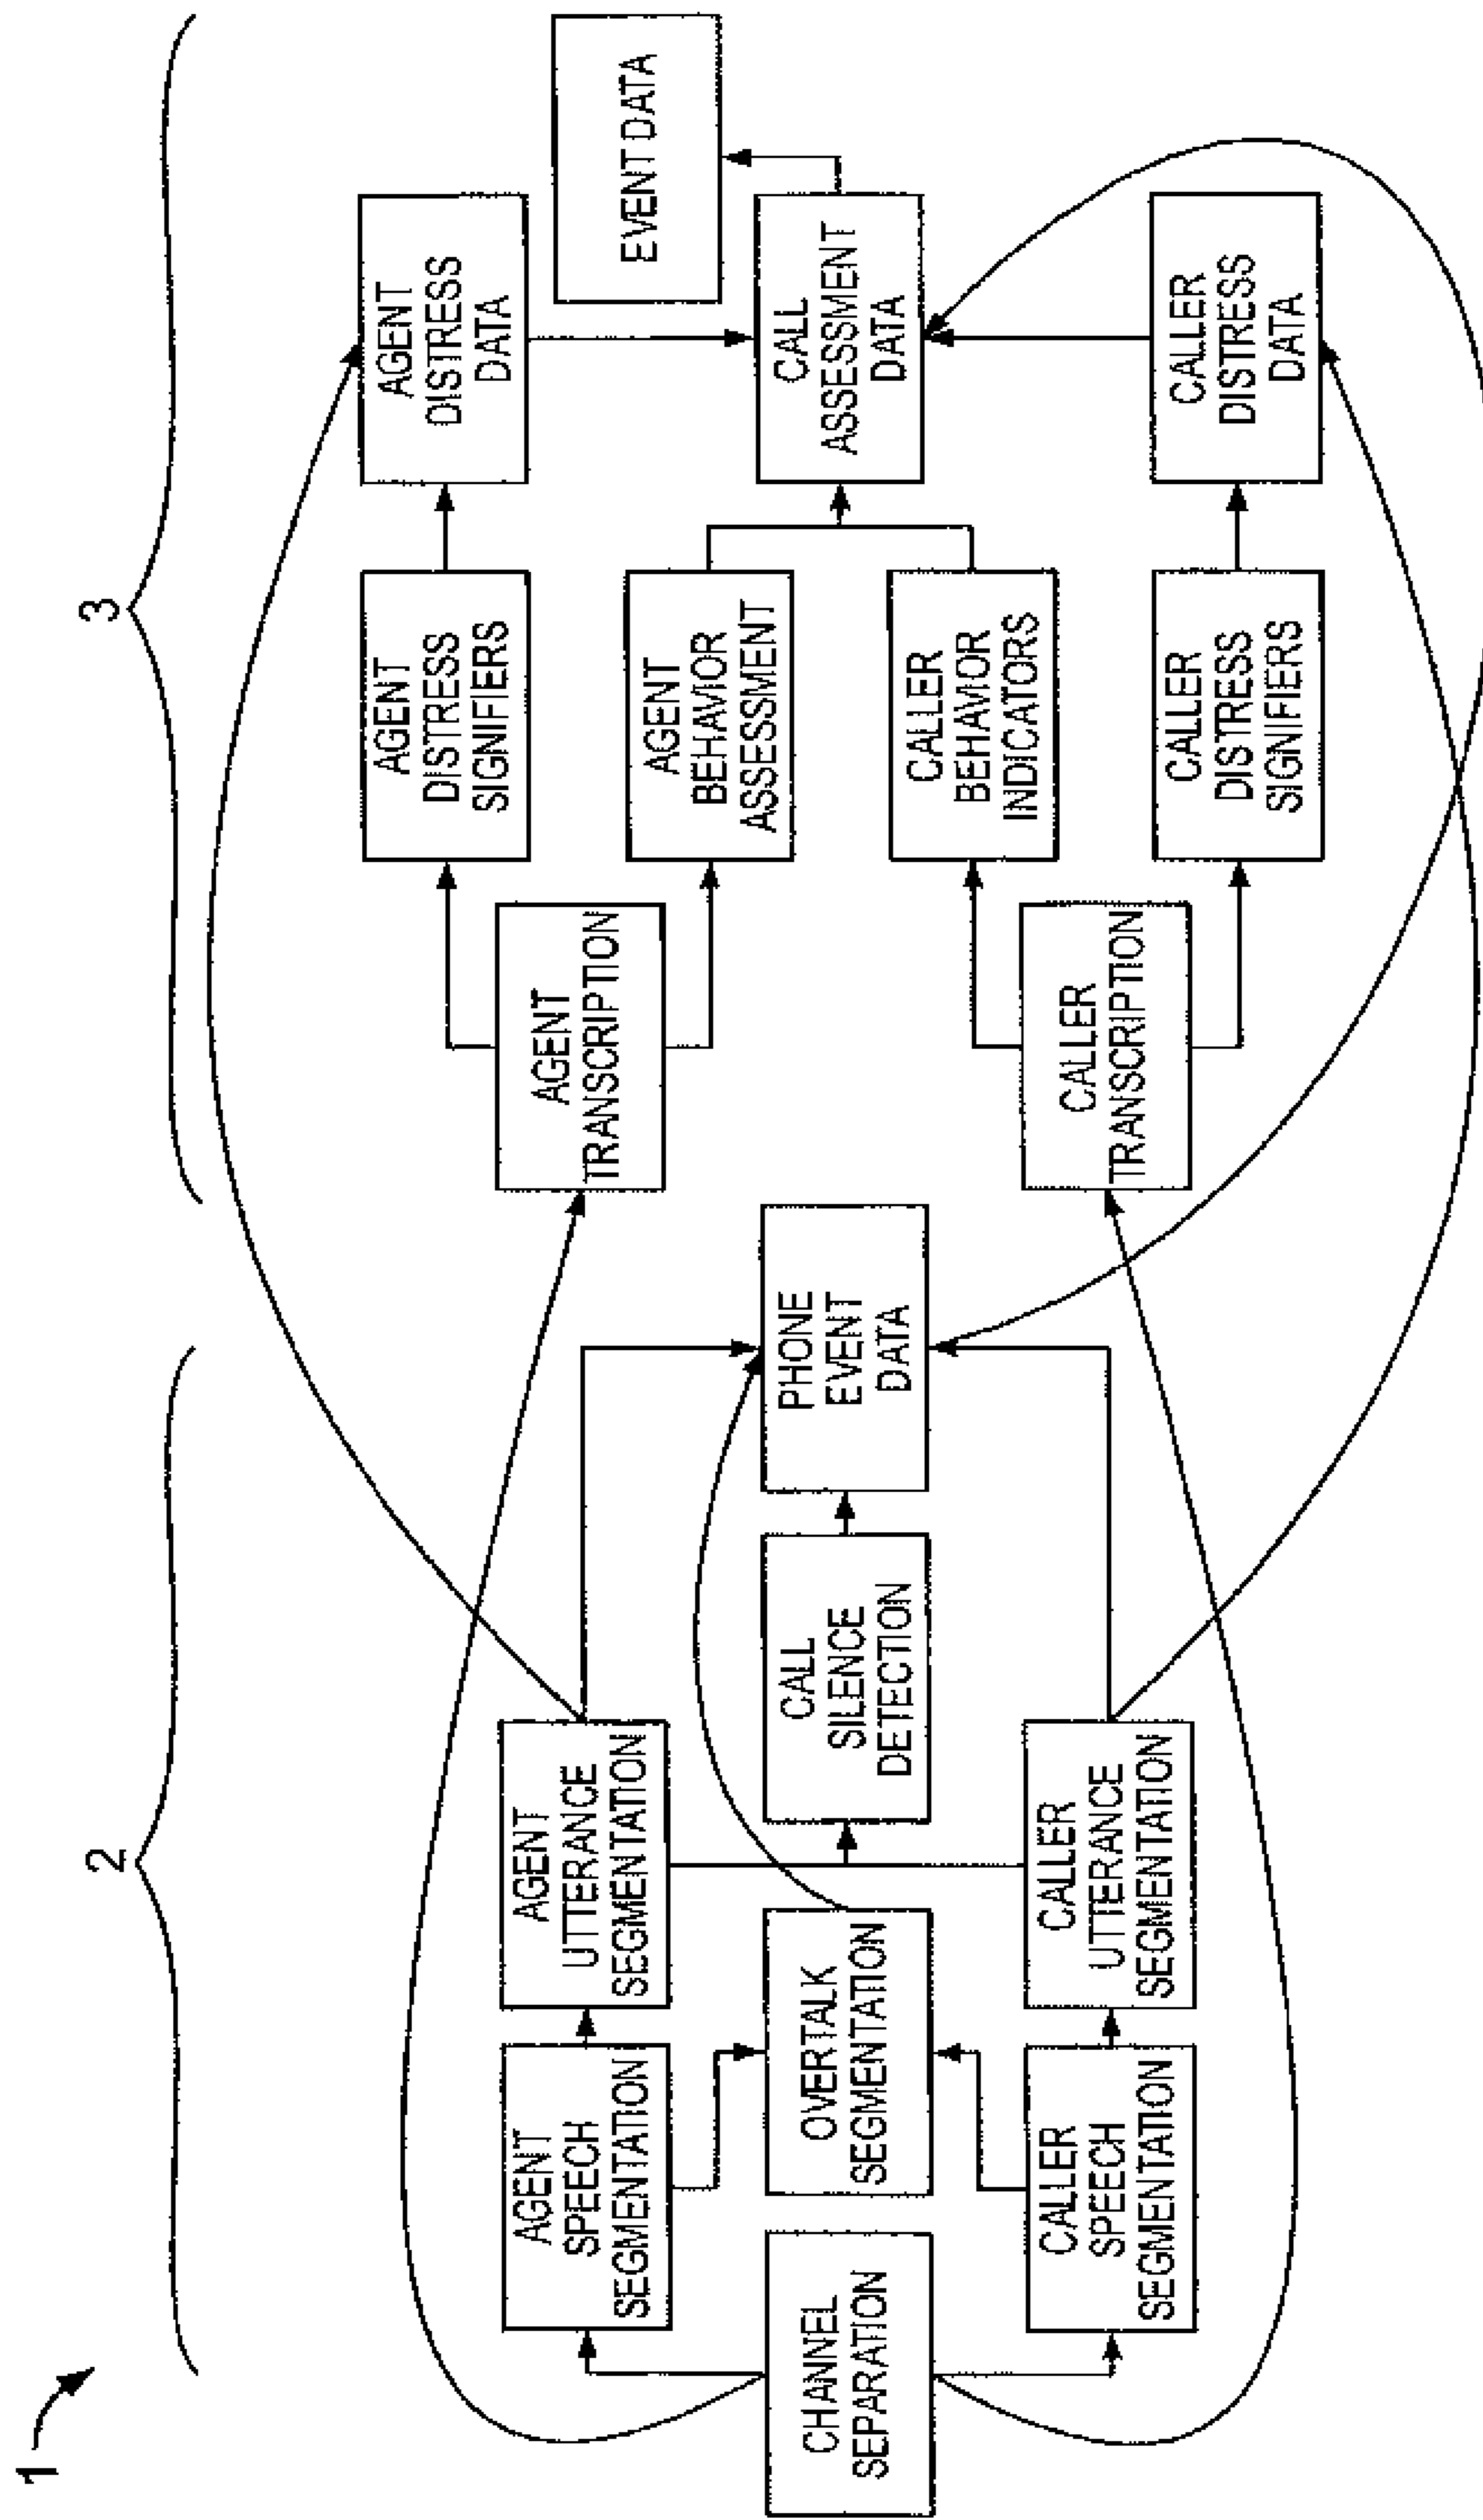 1
2
3
CHANNEL
SEPARATION
AGENT
SPEECH
SEGMENTATION
OVERTALK
SEGMENTATION
CALLER
SPEECH
SEGMENTATION
AGENT
UTTERANCE
SEGMENTATION
CALL
SILENCE
DETECTION
CALLER
UTTERANCE
SEGMENTATION
PHONE
EVENT
DATA
AGENT
TRANSCRIPTION
CALLER
TRANSCRIPTION
AGENT
DISTRESS
SIGNIFIERS
AGENT
BEHAVIOR
ASSESSMENT
CALLER
BEHAVIOR
INDICATORS
CALLER
DISTRESS
SIGNIFIERS
AGENT
DISTRESS
DATA
CALL
ASSESSMENT
DATA
CALLER
DISTRESS
DATA
EVENT DATA